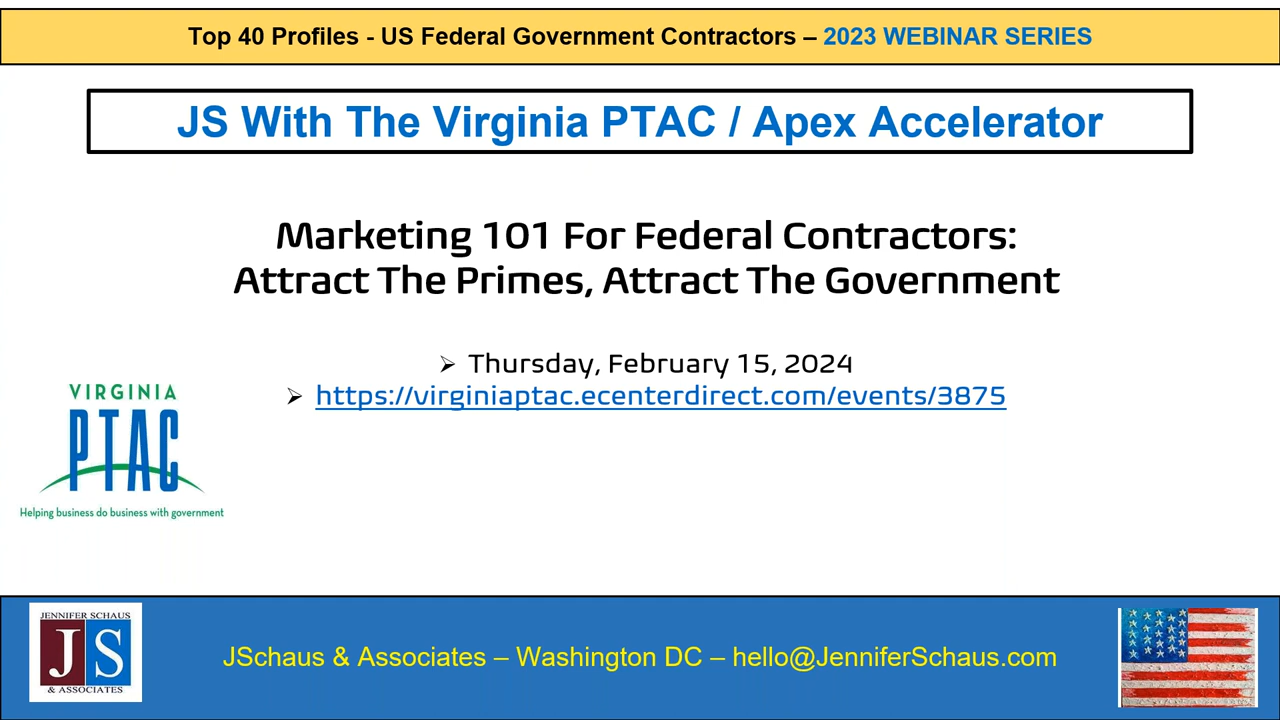 Top 40 Profiles - US Federal Government Contractors – 2023 WEBINAR SERIES
JS With The Virginia PTAC / Apex Accelerator
Marketing 101 For Federal Contractors:
Attract The Primes, Attract The Government
➢ Thursday, February 15, 2024
➢ https://virginiaptac.ecenterdirect.com/events/3875
VIRGINIA
PTAC
Helping business do business with government
JENNIFER SCHAUS
JS
& ASSOCIATES
JSchaus & Associates – Washington DC – hello@JenniferSchaus.com